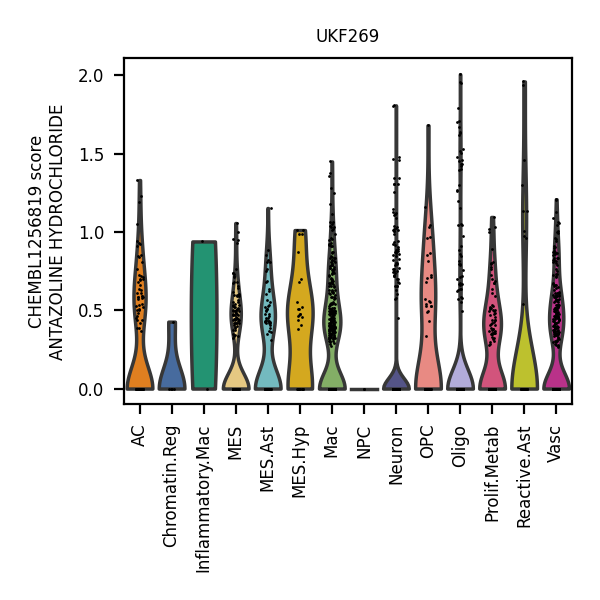 UKF269
CHEMBL1256819 score
ANTAZOLINE HYDROCHLORIDE
2.0
1.5
1.0
0.5
0.0
AC
Chromatin.Reg
Inflammatory.Mac
MES
MES.Ast
MES.Hyp
Mac
NPC
Neuron
OPC
Oligo
Prolif.Metab
Reactive.Ast
Vasc